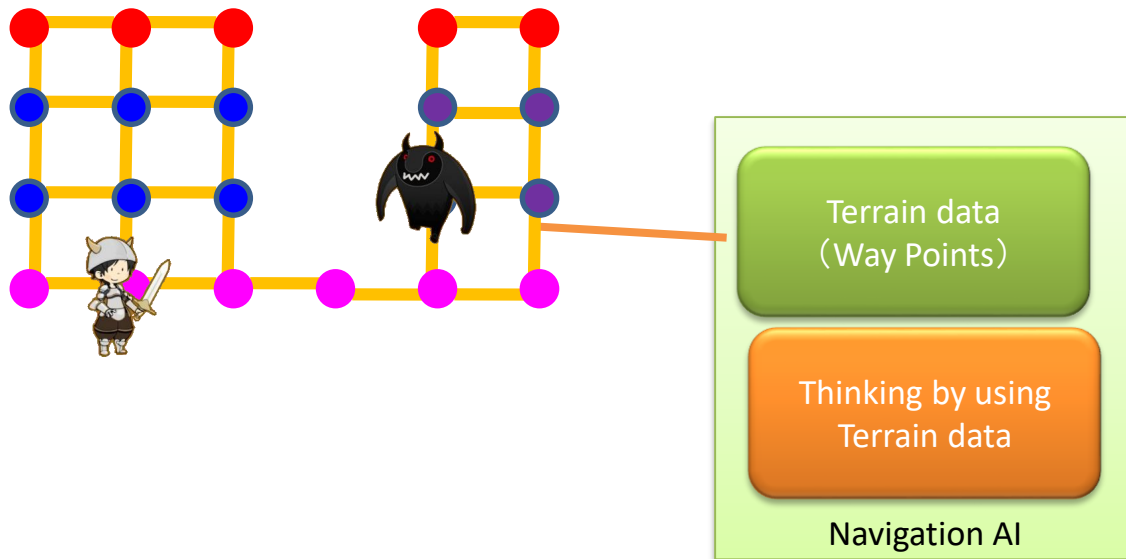 Terrain data
（Way Points）
Thinking by using
Terrain data
Navigation AI